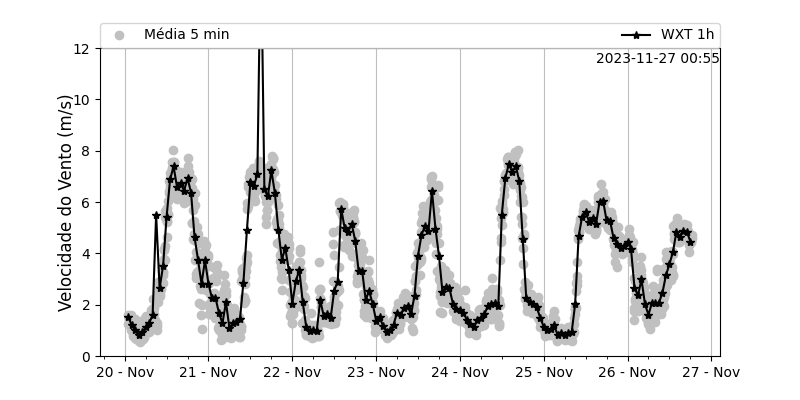 Média 5 min
WXT 1h
2023-11-27 00:55
Velocidade do Vento (m/s)
12
10
8
6
4
2
0
20 - Nov
21 - Nov
22 - Nov
23 - Nov
24 - Nov
25 - Nov
26 - Nov
27 - Nov